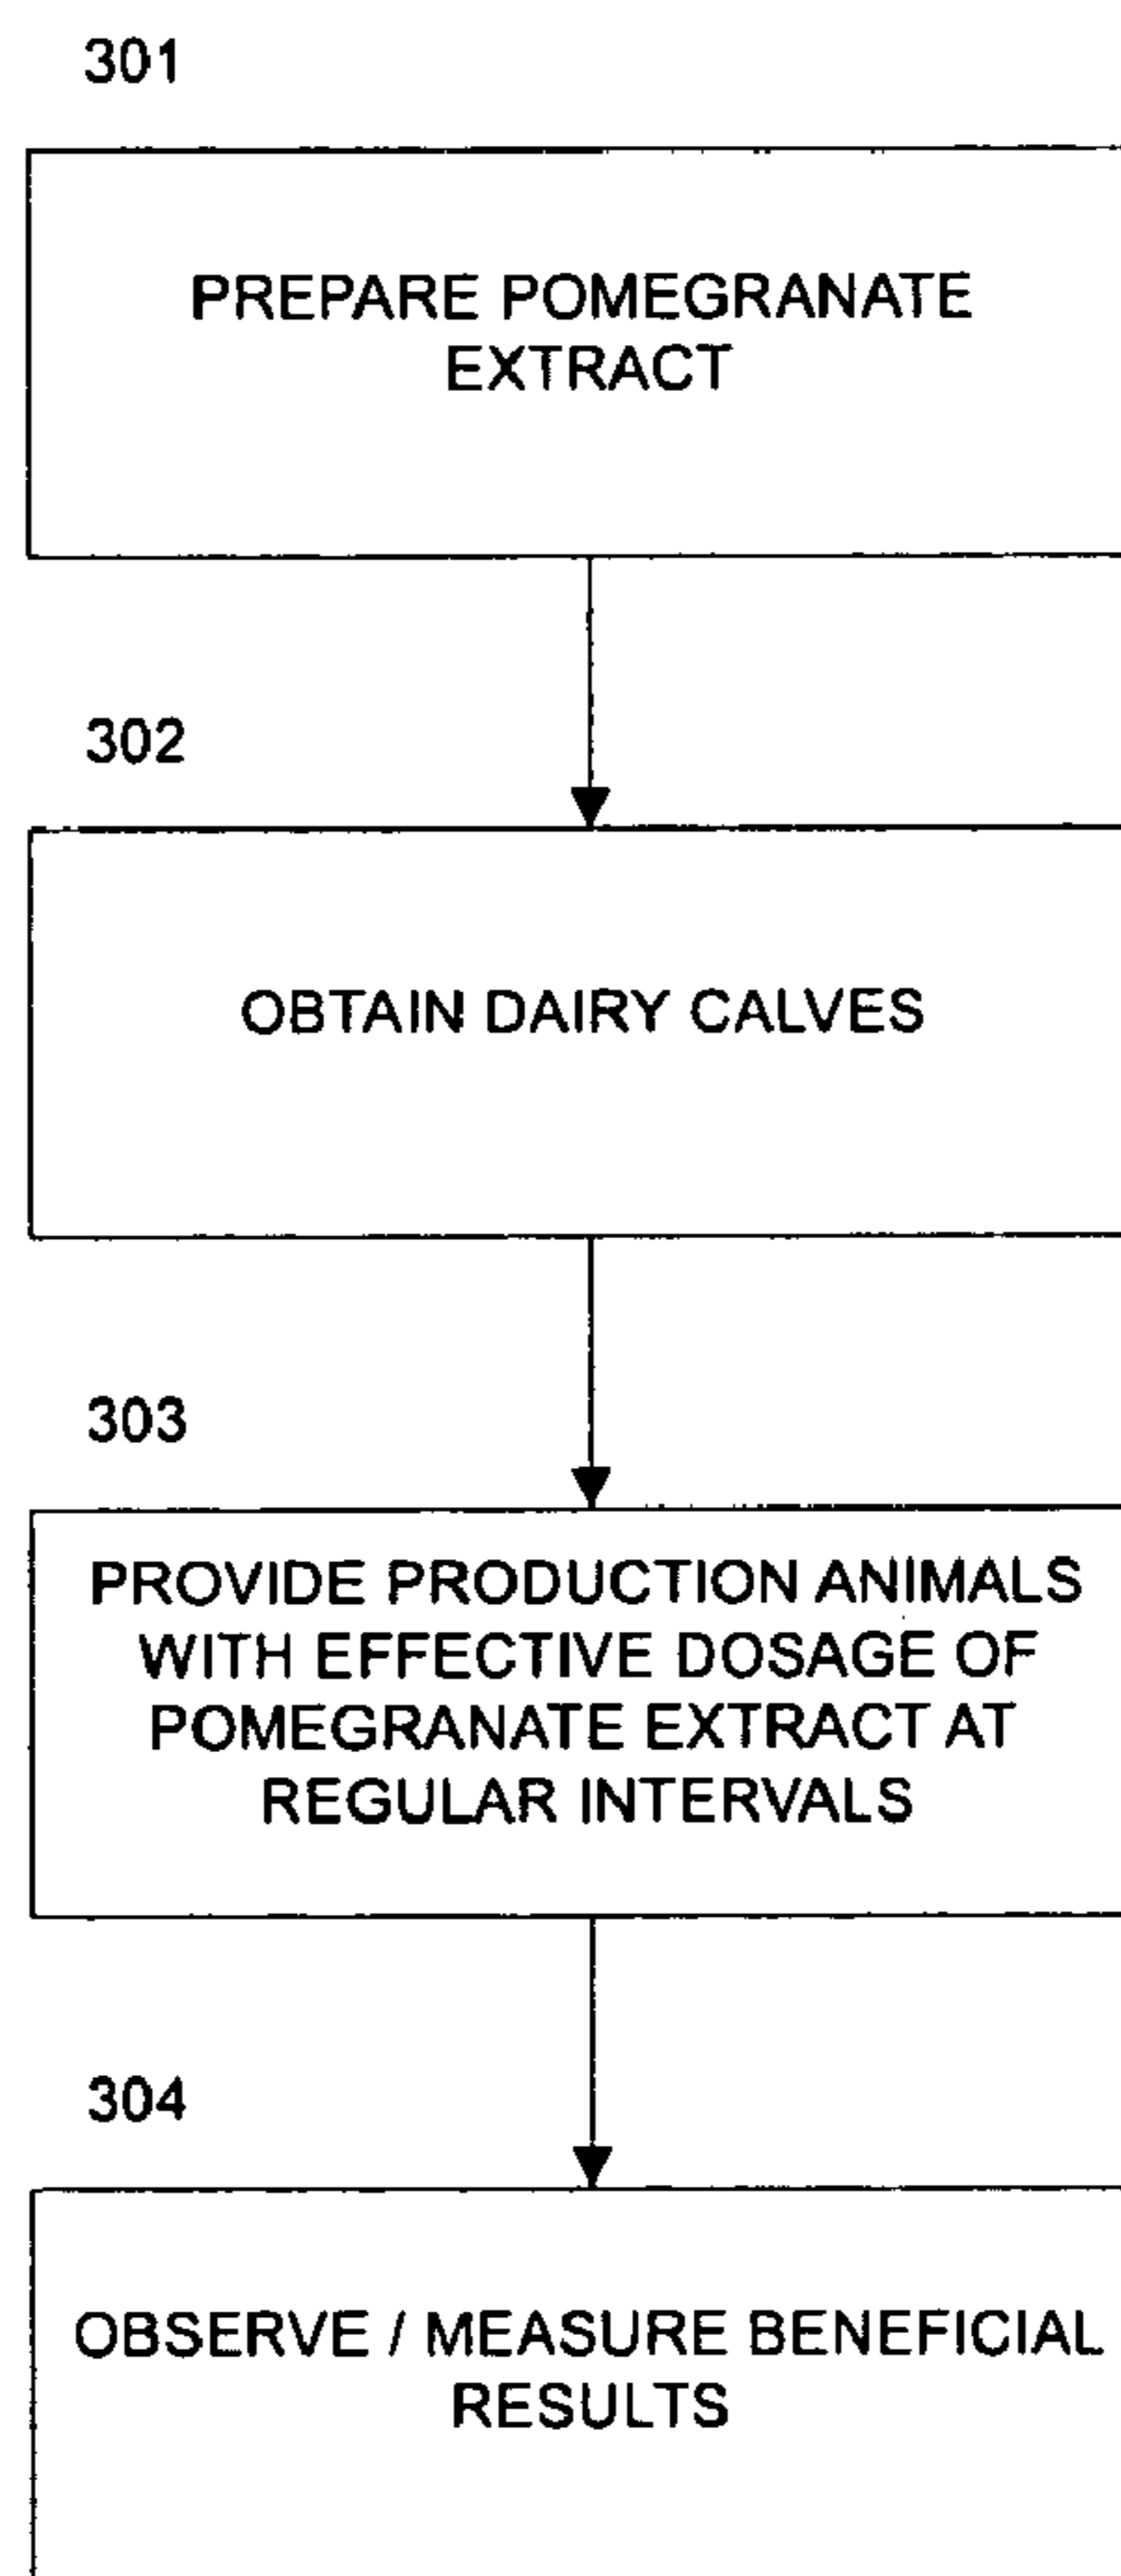 301
PREPARE POMEGRANATE
EXTRACT
302
OBTAIN DAIRY CALVES
303
PROVIDE PRODUCTION ANIMALS
WITH EFFECTIVE DOSAGE OF
POMEGRANATE EXTRACT AT
REGULAR INTERVALS
304
OBSERVE / MEASURE BENEFICIAL
RESULTS